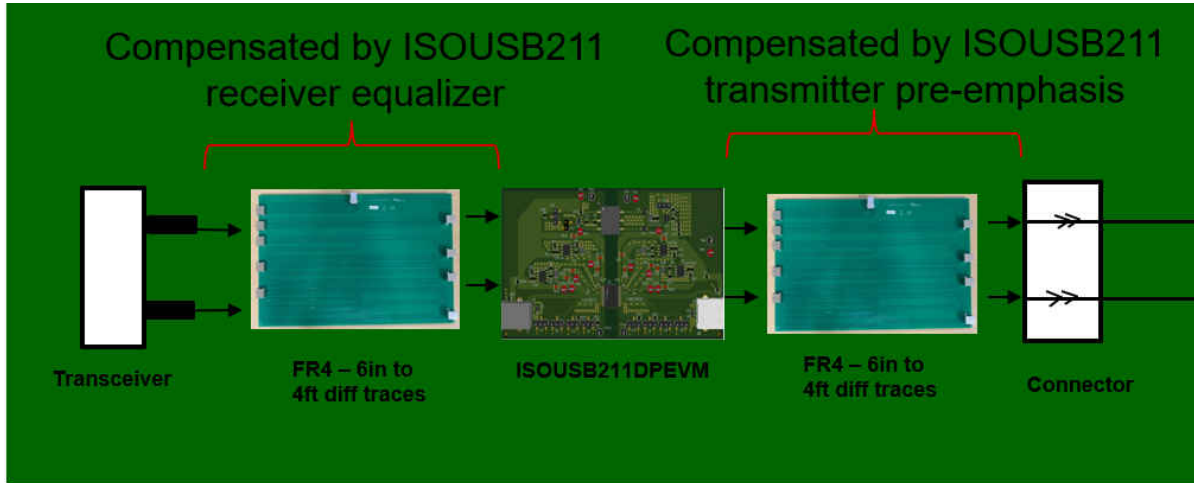 Compensated by ISOUSB211
receiver equalizer
Compensated by ISOUSB211
transmitter pre-emphasis
Transceiver
FR4 – 6in to
4ft diff traces
ISOUSB211DPEVM
FR4 – 6in to
4ft diff traces
Connector